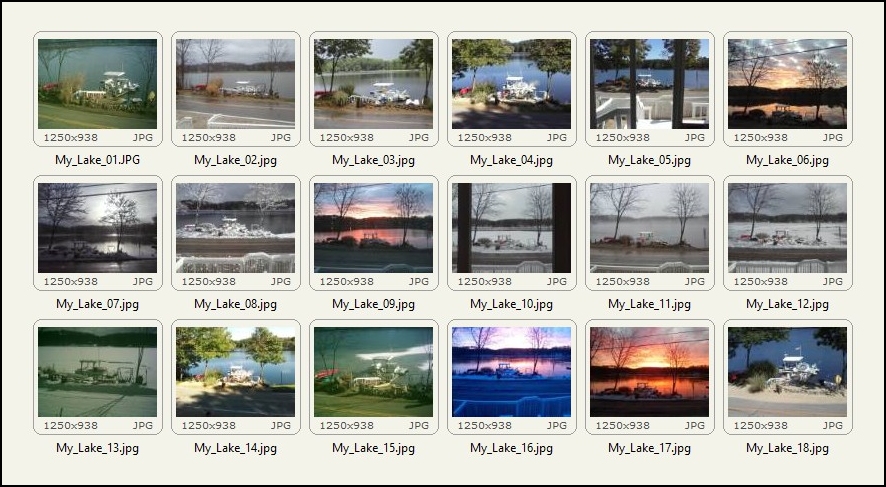 1250x938 JPG 1250x938 JPG 1250x938 JPG 1250x938 JPG 1250x938 JPG 1250x938 JPG
My_Lake_01.JPG My_Lake_02.jpg My_Lake_03.jpg My_Lake_04.jpg My_Lake_05.jpg My_Lake_06.jpg
1250x938 JPG 1250x938 JPG 1250x938 JPG 1250x938 JPG 1250x938 JPG 1250x938 JPG
My_Lake_07.jpg My_Lake_08.jpg My_Lake_09.jpg My_Lake_10.jpg My_Lake_11.jpg My_Lake_12.jpg
1250x938 JPG 1250x938 JPG 1250x938 JPG 1250x938 JPG 1250x938 JPG 1250x938 JPG
My_Lake_13.jpg My_Lake_14.jpg My_Lake_15.jpg My_Lake_16.jpg My_Lake_17.jpg My_Lake_18.jpg